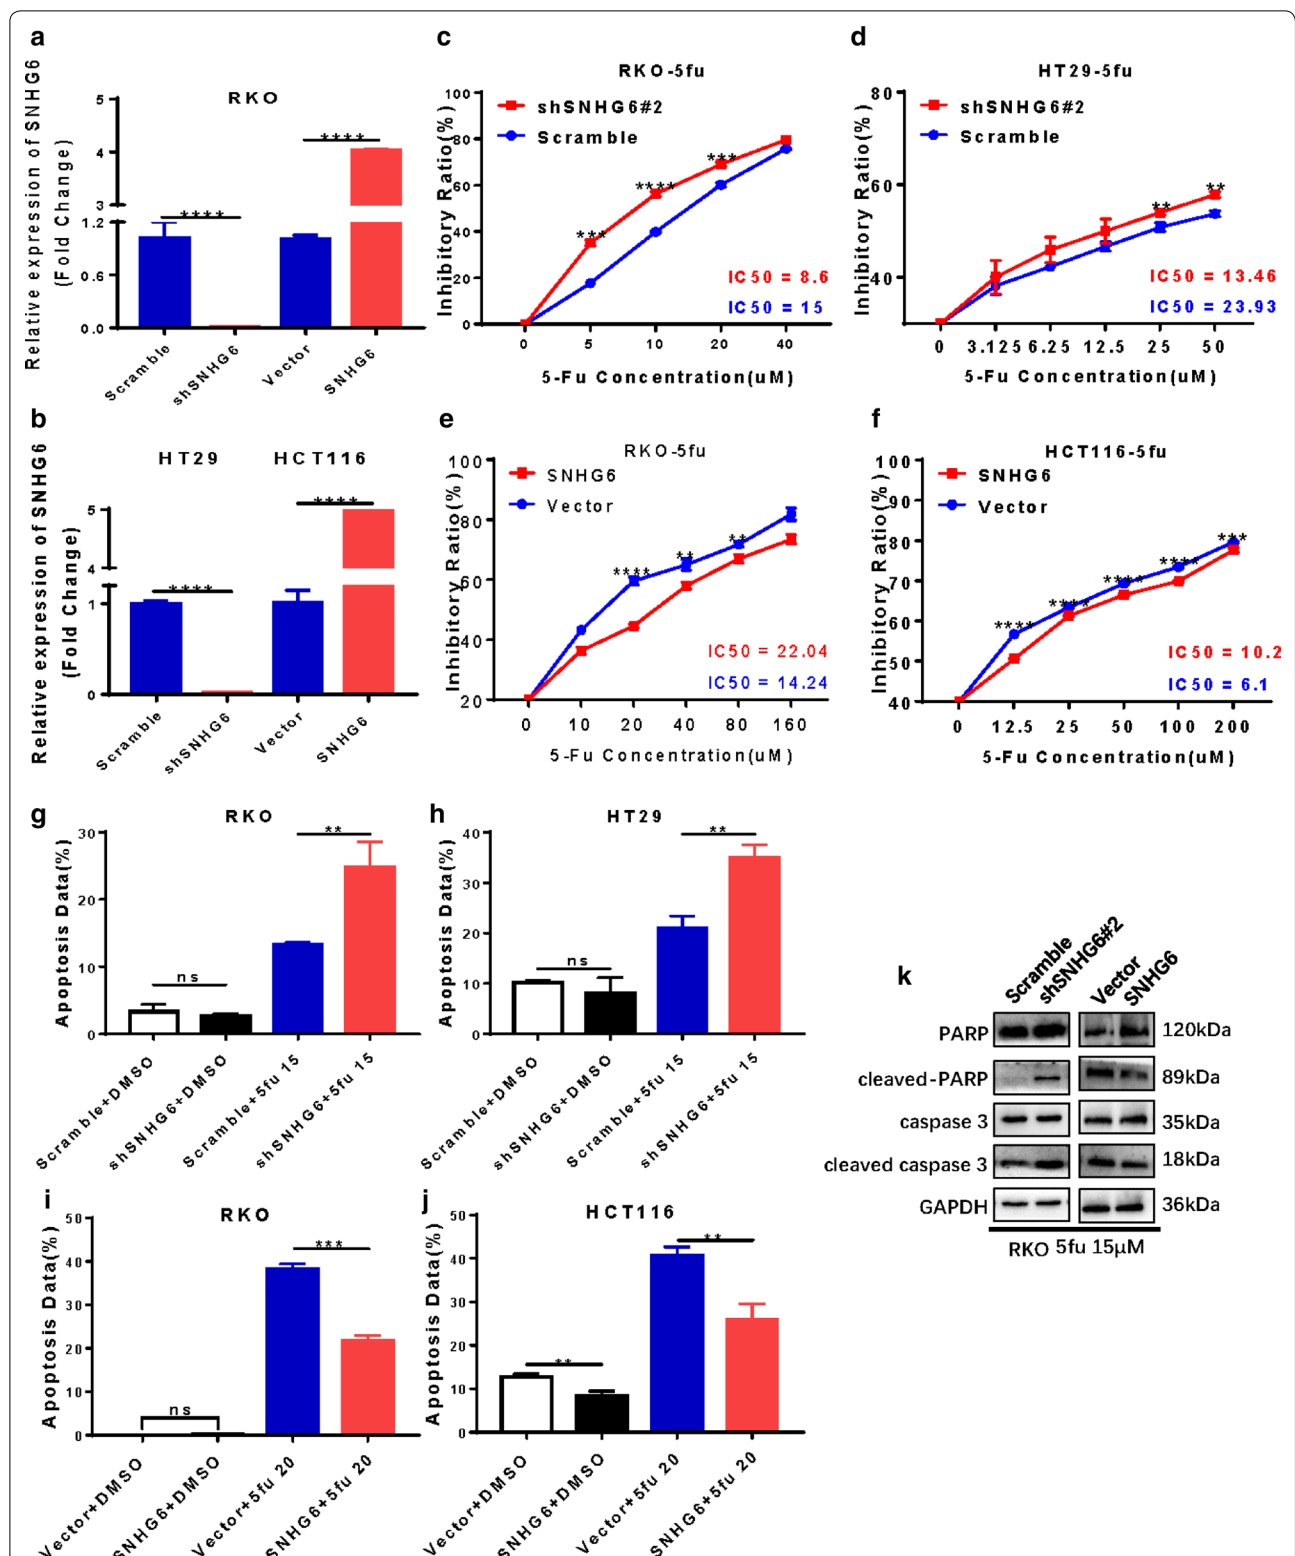 a
Relative expression of SNHG6
(Fold Change)
RKO
5
4
3
1.2
0.6
0.0
****
****
Scramble
shSNHG6
Vector
SNHG6
c
RKO-5fu
shSNHG6#2
Scramble
Inhibitory Ratio(%)
100
80
60
40
20
0
***
****
***
IC50 = 8.6
IC50 = 15
0 5 10 20 40
5-Fu Concentration(uM)
d
HT29-5fu
shSNHG6#2
Scramble
Inhibitory Ratio(%)
80
60
40
**
**
IC50 = 13.46
IC50 = 23.93
0 3.125 6.25 12.5 25 50
5-Fu Concentration(uM)
b
Relative expression of SNHG6
(Fold Change)
HT29
HCT116
5
4
1
0
****
****
Scramble
shSNHG6
Vector
SNHG6
e
RKO-5fu
SNHG6
Vector
Inhibitory Ratio(%)
100
80
60
40
20
****
**
**
IC50 = 22.04
IC50 = 14.24
0 10 20 40 80 160
5-Fu Concentration(uM)
f
HCT116-5fu
SNHG6
Vector
Inhibitory Ratio(%)
100
90
80
70
60
50
40
****
****
****
****
***
IC50 = 10.2
IC50 = 6.1
0 12.5 25 50 100 200
5-Fu Concentration(uM)
g
RKO
Apoptosis Data(%)
30
20
10
0
ns
**
Scramble+DMSO
shSNHG6+DMSO
Scramble+5fu 15
shSNHG6+5fu 15
h
HT29
Apoptosis Data(%)
40
30
20
10
0
ns
**
Scramble+DMSO
shSNHG6+DMSO
Scramble+5fu 15
shSNHG6+5fu 15
i
RKO
Apoptosis Data(%)
50
40
30
20
10
0
ns
***
Vector+DMSO
SNHG6+DMSO
Vector+5fu 20
SNHG6+5fu 20
j
HCT116
Apoptosis Data(%)
50
40
30
20
10
0
**
**
Vector+DMSO
SNHG6+DMSO
Vector+5fu 20
SNHG6+5fu 20
k
Scramble
shSNHG6#2
Vector
SNHG6
PARP 120kDa
cleaved-PARP 89kDa
caspase 3 35kDa
cleaved caspase 3 18kDa
GAPDH 36kDa
RKO 5fu 15μM